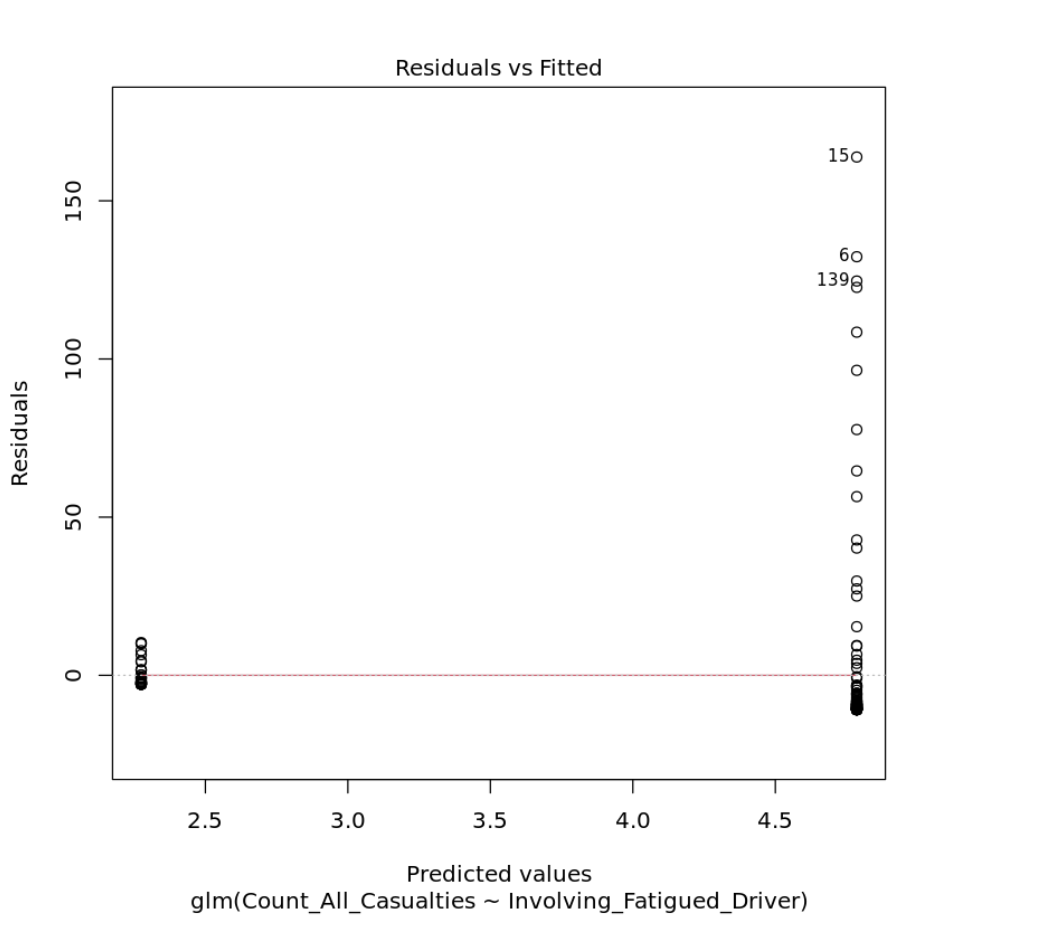 Residuals vs Fitted
15
6
139
Residuals
150
100
50
0
2.5 3.0 3.5 4.0 4.5
Predicted values
glm(Count_All_Casualties ~ Involving_Fatigued_Driver)